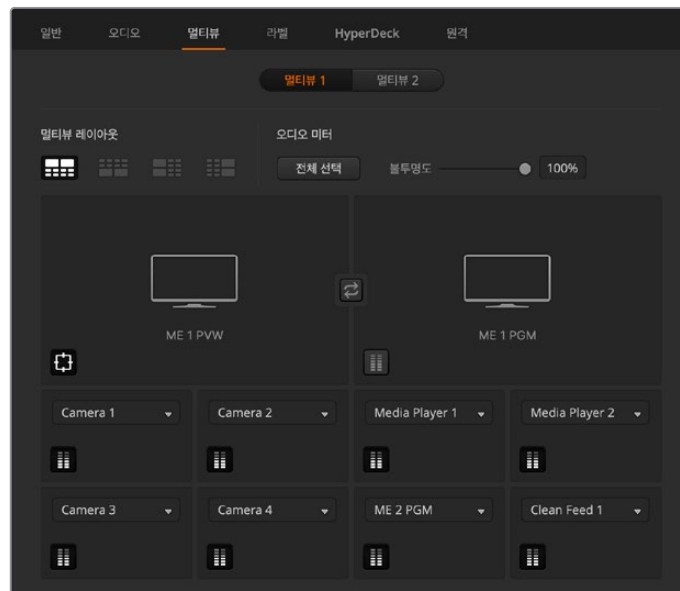 일반 오디오 멀티뷰 라벨 HyperDeck 원격
멀티뷰 1 멀티뷰 2
멀티뷰 레이아웃 오디오 미터
전체 선택 불투명도 100%
ME 1 PVW ME 1 PGM
Camera 1 Camera 2 Media Player 1 Media Player 2
Camera 3 Camera 4 ME 2 PGM Clean Feed 1